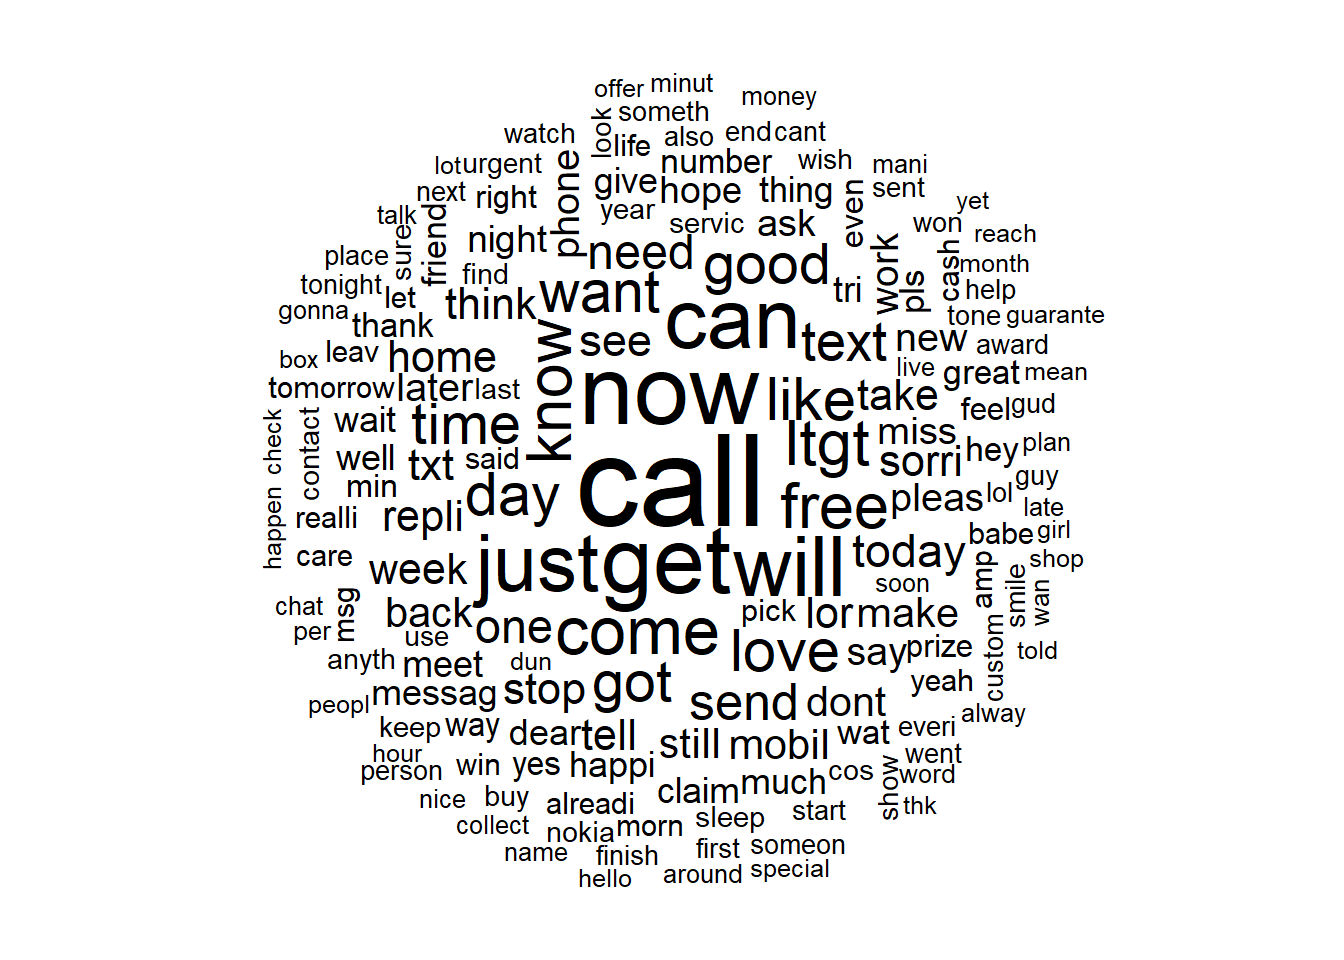 offer minut
money
someth
look
watch
life also end cant
lot urgent
phone
number wish mani
next right
give hope thing even sent
yet
talk
sure
friend
night
year servic ask
won reach
place
find
need good
work
pls
cash month
tonight
let
think want
tri
help
gonna
thank
know
see can text new
tone guarante
box leav home
award
live great mean
tomorrow later last
now like take
feel gud
happen check
contact
wait time
ltgt miss
sorri hey plan
well txt said
call
guy
min
day
free pleas lol late
realli repli
babe girl
care
week
just get will today
amp
smile
wan
shop
soon
chat
msg
back
one come
pick lor make
per
use
custom
told
anyth meet dun
love say prize
yeah
peopl messag stop got
send dont
alway
keep way dear tell still mobil wat everi
hour
went
person win yes happi
claim much cos
show
word
nice buy alreadi
start thk
collect nokia morn sleep
name finish first someon
hello around special